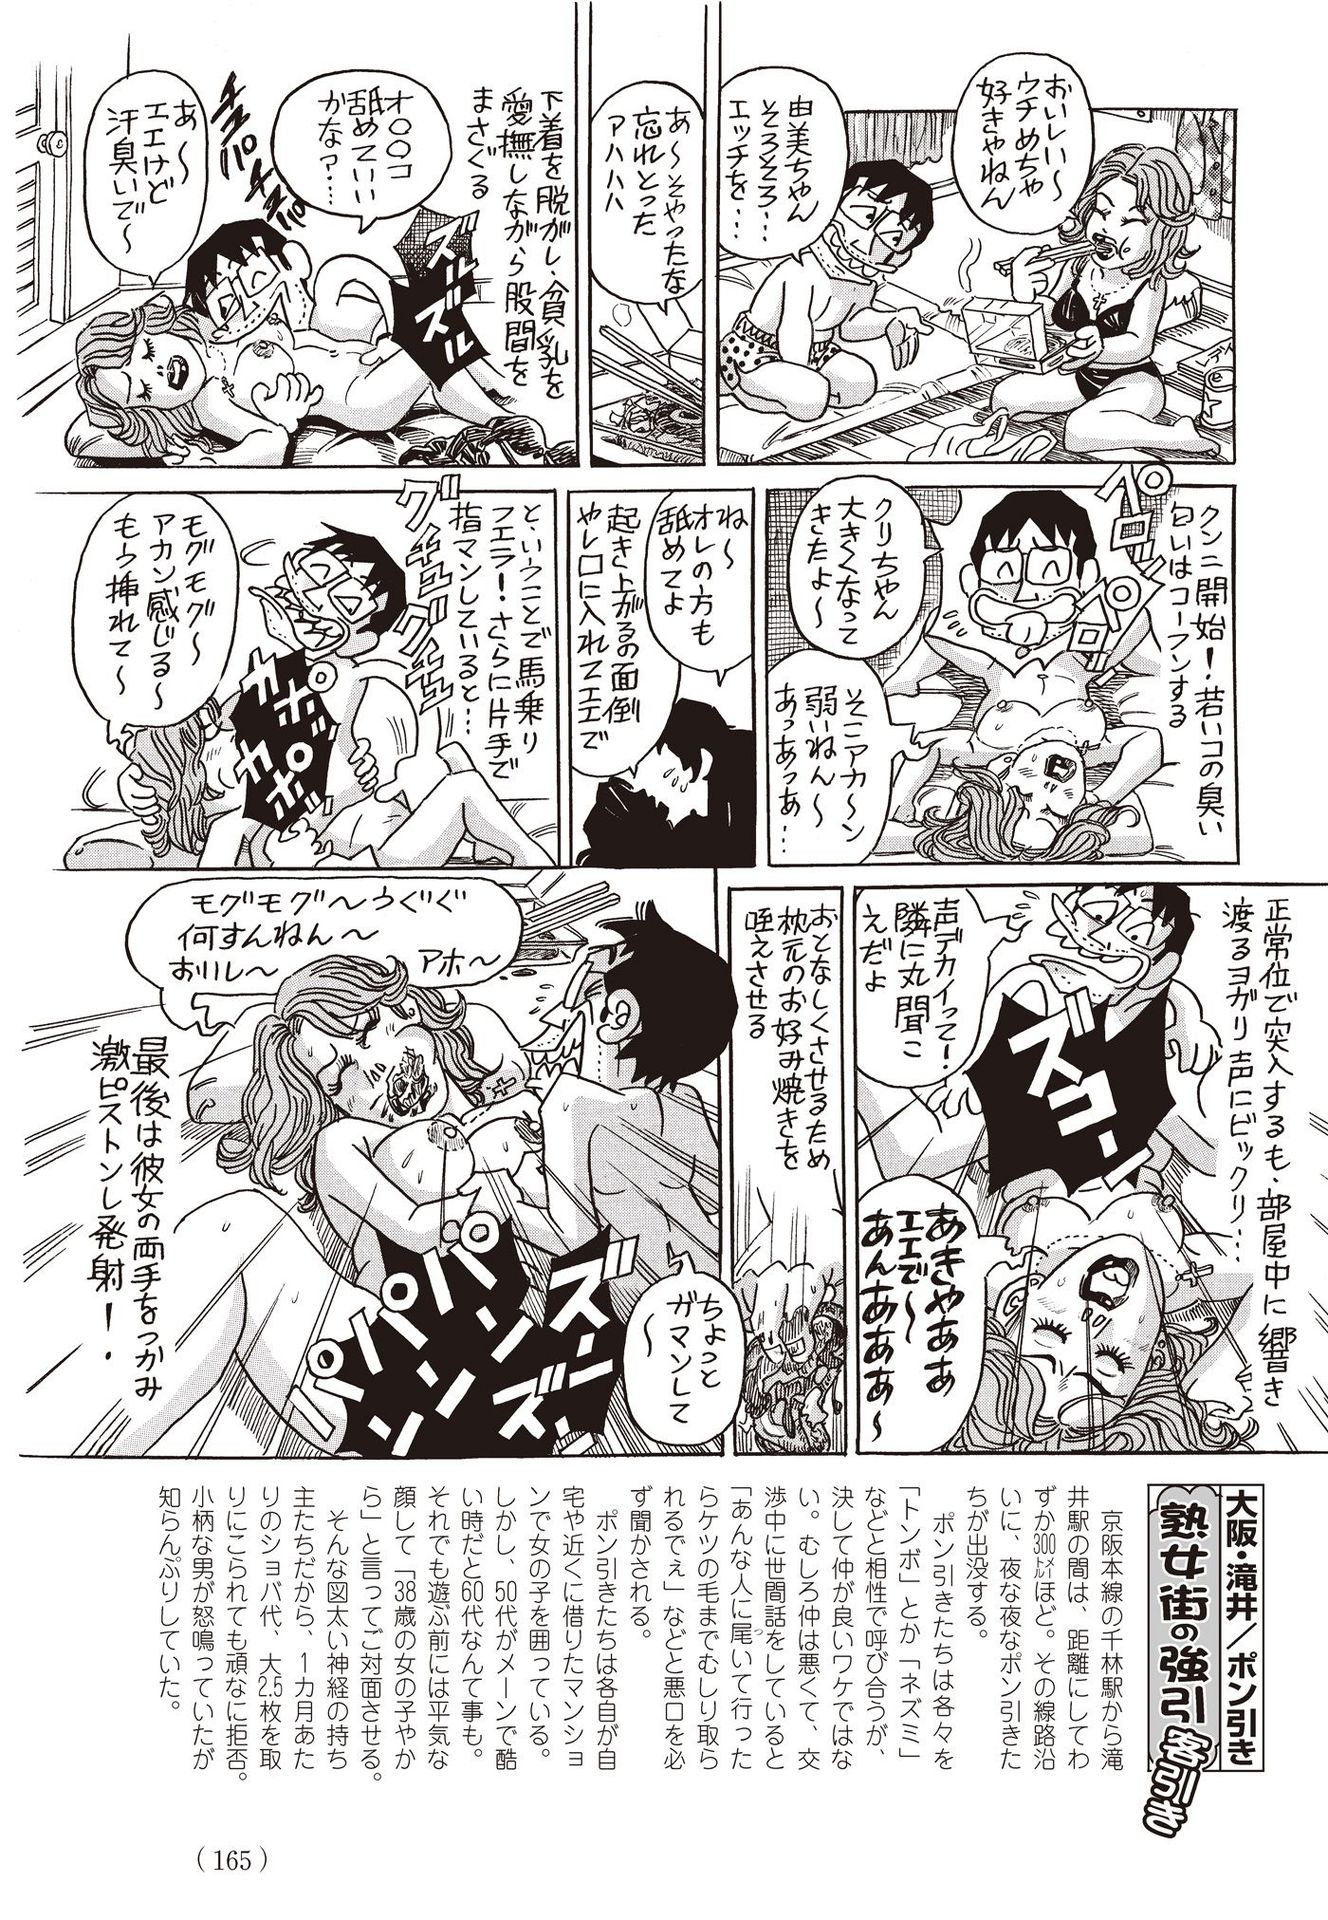 おいしい〜
ウチめちゃ
好きゃねん
由美ちゃん
そろそろ…
エッチを…
あ〜そやったな
忘れとった
アハハハ
下着を脱がし、貧乳を
愛撫しながら股間を
まさぐる
オ〇〇コ
舐めていい
かな?…
ズルズル
チュパ
チュパ
あ〜
エエけど
汗臭いで〜
クンニ開始!若いコの臭い
匂いはコーフンする
ペロ
ペロ
クリちゃん
大きくなって
きたよ〜
そこアカ〜ン
弱いねん〜
あっあっあ…
ね〜
オレの方も
舐めてよ
起き上がるの面倒
やし口に入れてエエで
ということで馬乗り
フェラ!さらに片手で
指マンしていると…
グチュ
グチュ
カポッ
カポ
モグモグ〜
アカン感じる〜
もう挿れて〜
正常位で突入するも、部屋中に響き
渡るヨガリ声にビックリ…
ズコン
声デカイって!
隣に丸聞こ
えだよ
あきゃああ
エエで〜
あんあああ〜
おとなしくさせるため
枕元のお好み焼きを
咥えさせる
モグモグ〜うぐぐ
何すんねん〜
おいし〜
アホ〜
ちょっと
ガマンして
〜
ズンズン
パンパン
最後は彼女の両手をつかみ
激ピストンし発射!
大阪・滝井/ポン引き
熟女街の強引客引き
京阪本線の千林駅から滝
井駅の間は、距離にしてわ
ずか300㍍ほど。その線路沿
いに、夜な夜なポン引きた
ちが出没する。
ポン引きたちは各々を
「トンボ」とか「ネズミ」
などと相性で呼び合うが、
決して仲が良いワケではな
い。むしろ仲は悪くて、交
渉中に世間話をしていると
「あんな人に尾いて行った
らケツの毛までむしり取ら
れるでぇ」などと悪口を必
ず聞かされる。
ポン引きたちは各自が自
宅や近くに借りたマンショ
ンで女の子を囲っている。
しかし、50代がメーンで酷
い時だと60代なんて事も。
それでも遊ぶ前には平気な
顔して「38歳の女の子やか
ら」と言ってご対面させる。
そんな図太い神経の持ち
主たちだから、1カ月あた
りのショバ代、大2.5枚を取
りにこられても頑なに拒否。
小柄な男が怒鳴っていたが
知らんぷりしていた。
(165)